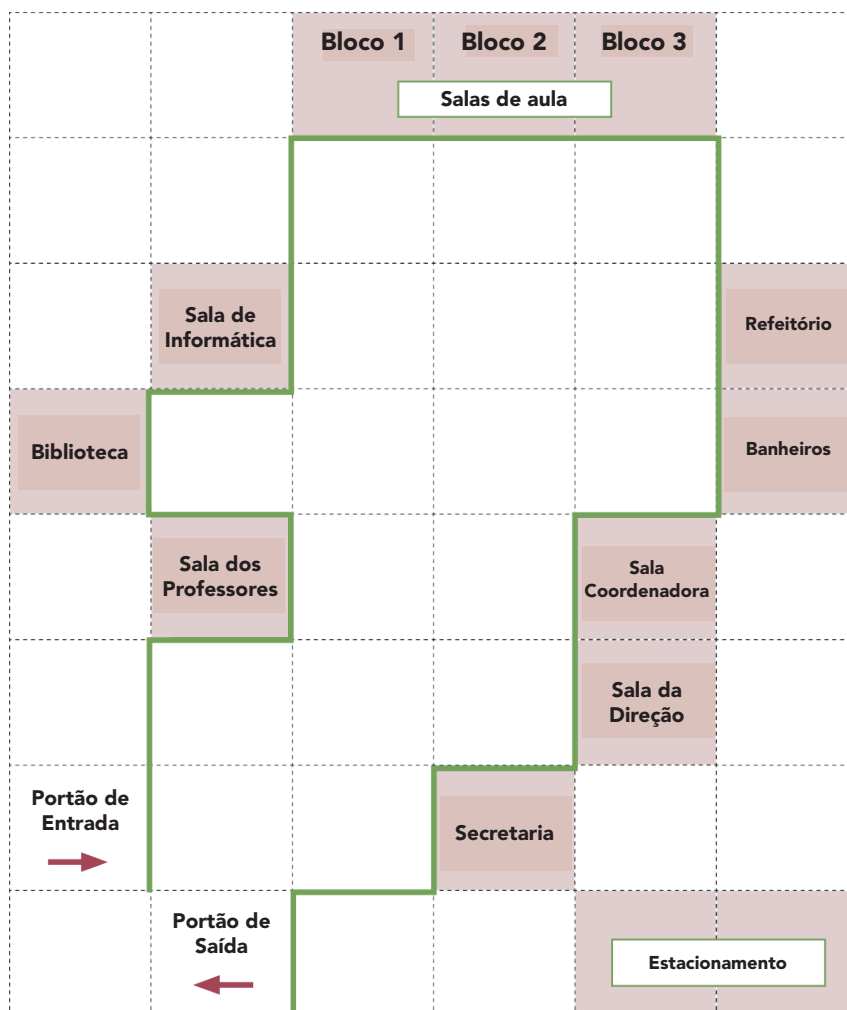 Bloco 1
Bloco 2
Bloco 3
Salas de aula
Sala de
Informática
Refeitório
Biblioteca
Banheiros
Sala dos
Professores
Sala
Coordenadora
Sala da
Direção
Portão de
Entrada
Secretaria
Portão de
Saída
Estacionamento